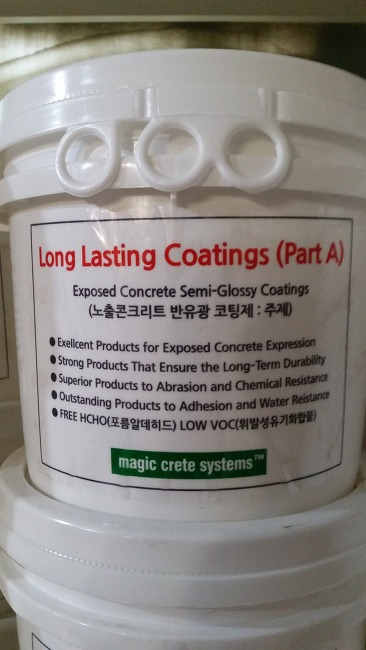 Long Lasting Coatings (Part A)
Exposed Concrete Semi-Glossy Coatings
(노출콘크리트 반유광 코팅제 : 주제)
● Exellcent Products for Exposed Concrete Expression
● Strong Products That Ensure the Long-Term Durability
● Superior Products to Abrasion and Chemical Resistance
● Outstanding Products to Adhesion and Water Reistance
● FREE HCHO(포름알데히드) LOW VOC(휘발성유기화합물)
magic crete systems™